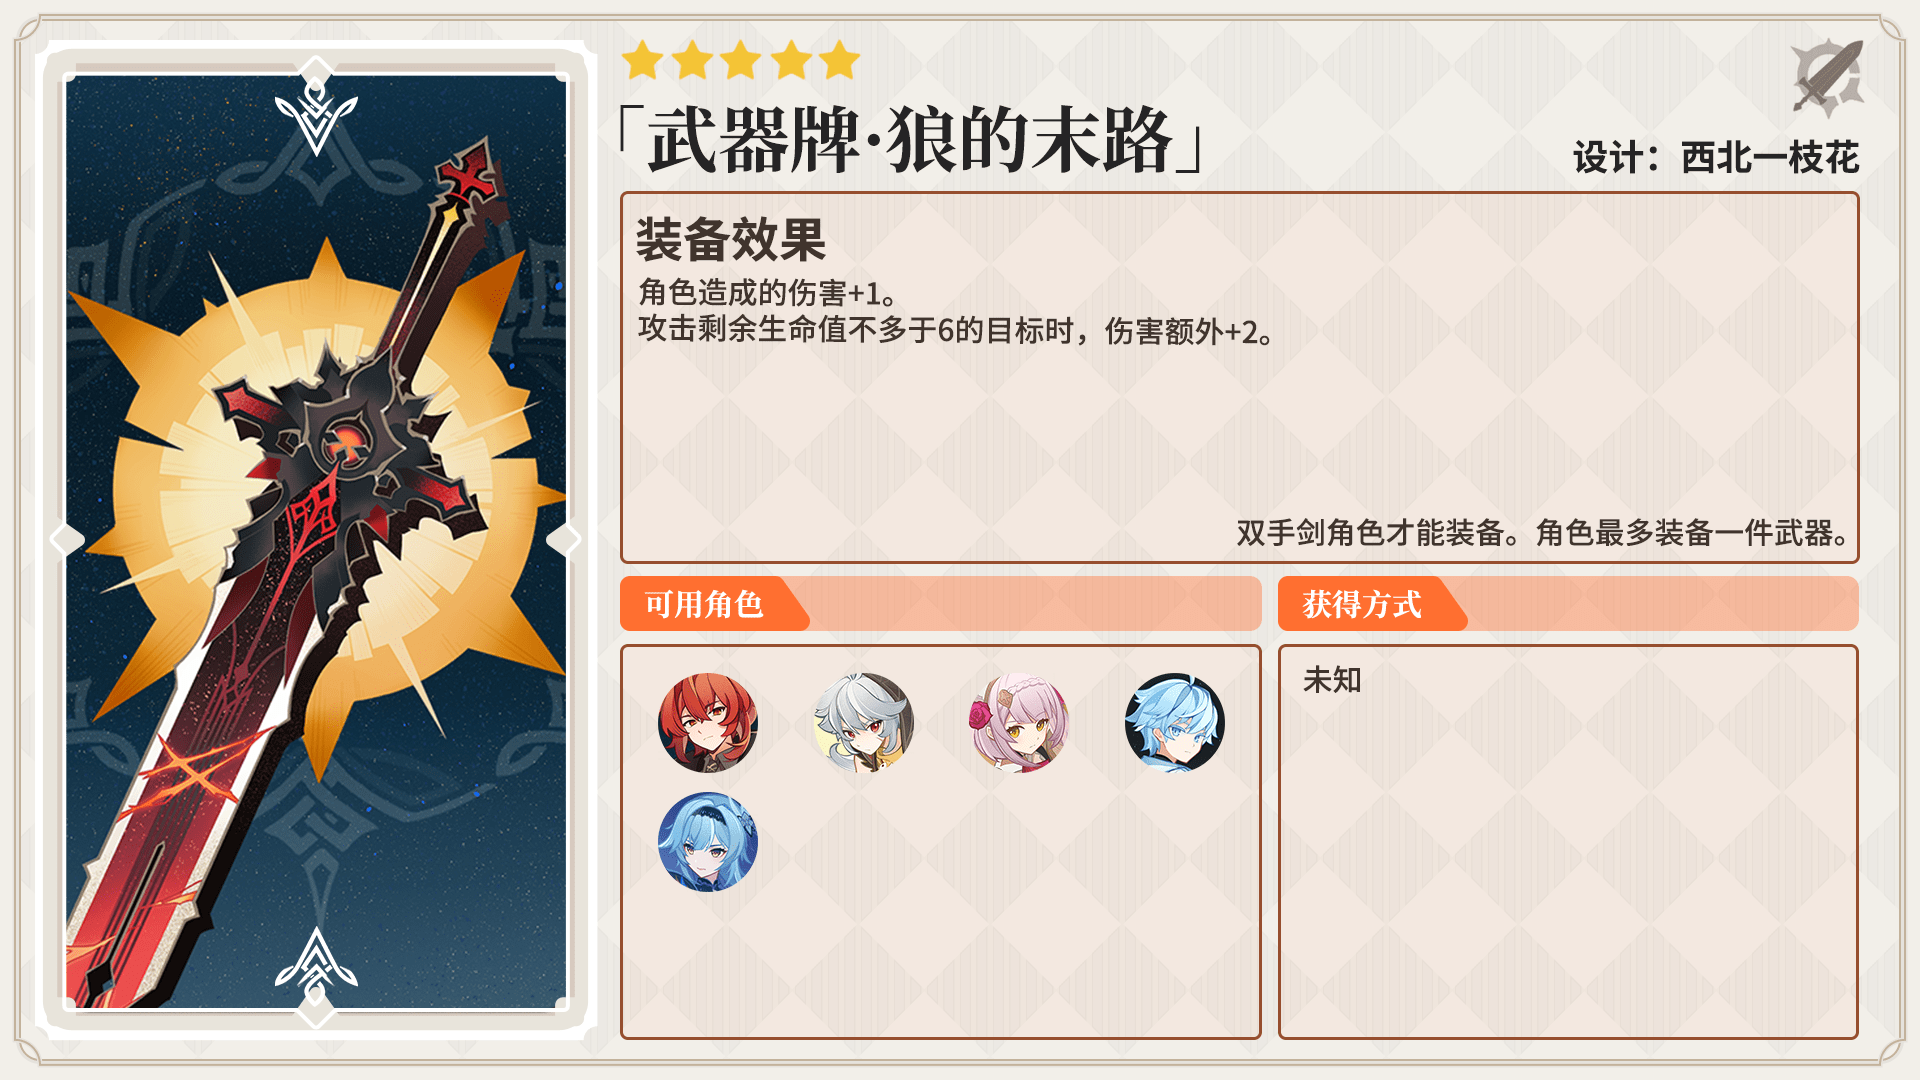 「武器牌·狼的末路」
设计：西北一枝花
装备效果
角色造成的伤害+1。
攻击剩余生命值不多于6的目标时，伤害额外+2。
双手剑角色才能装备。角色最多装备一件武器。
可用角色
获得方式
未知